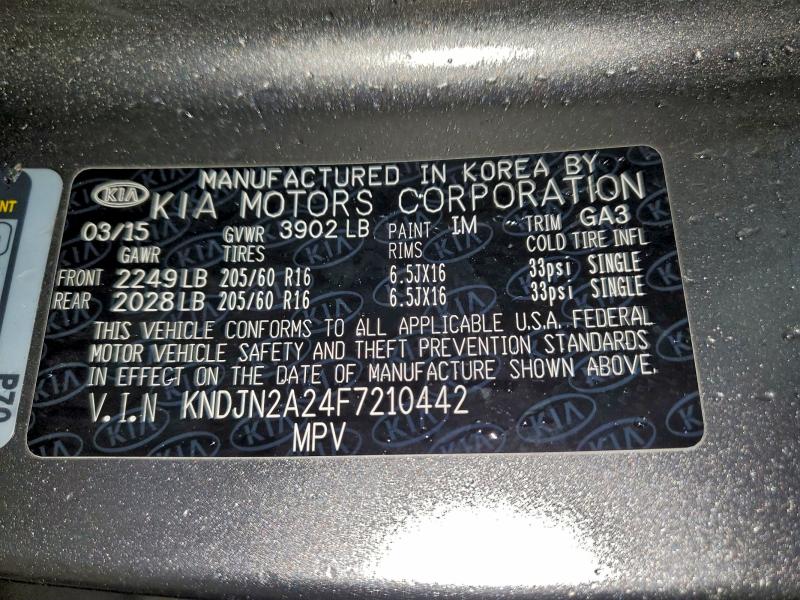 MANUFACTURED IN KOREA BY
KIA KIA MOTORS CORPORATION
03/15 GVWR 3902 LB PAINT IM TRIM GA3
GAWR TIRES RIMS COLD TIRE INFL
FRONT 2249 LB 205/60 R16 6.5JX16 33psi SINGLE
REAR 2028 LB 205/60 R16 6.5JX16 33psi SINGLE
THIS VEHICLE CONFORMS TO ALL APPLICABLE U.S.A. FEDERAL
MOTOR VEHICLE SAFETY AND THEFT PREVENTION STANDARDS
IN EFFECT ON THE DATE OF MANUFACTURE SHOWN ABOVE.
V.I.N KNDJN2A24F7210442
MPV